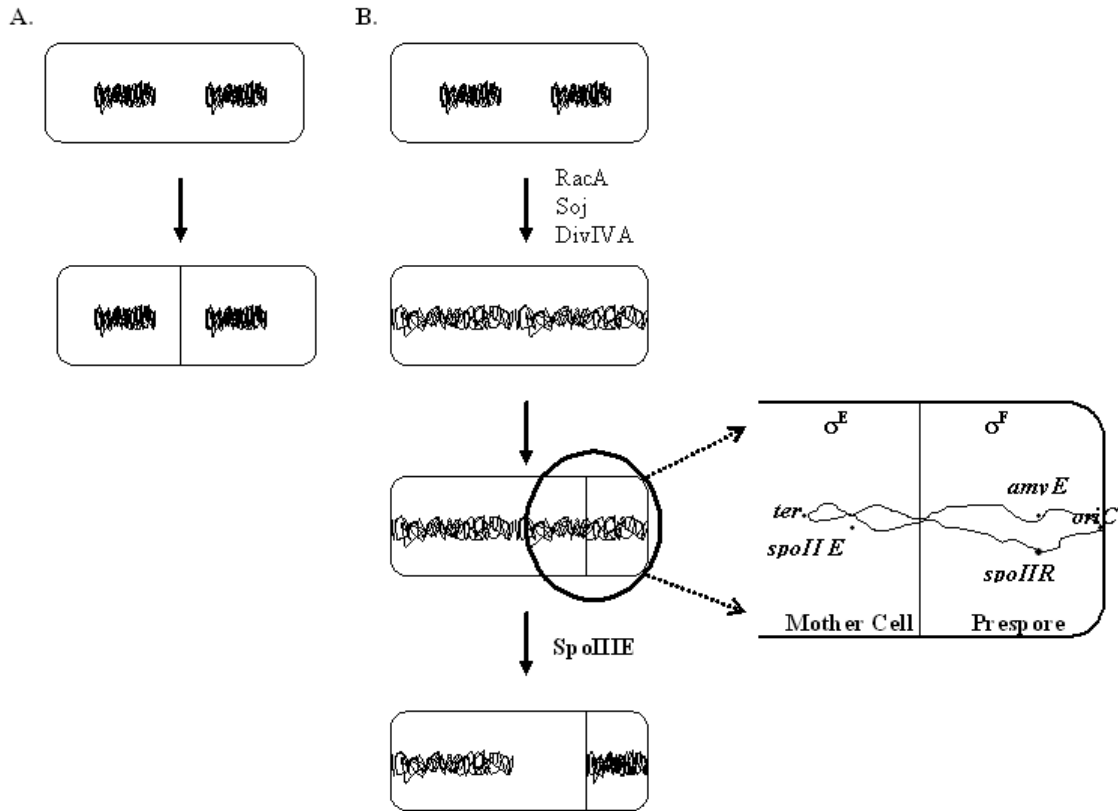 A.
B.
RacA
Soj
DivIVA
σE
σF
amyE
ter
oriC
spoIIE
spoIIR
Mother Cell
Prespore
SpoIIIE